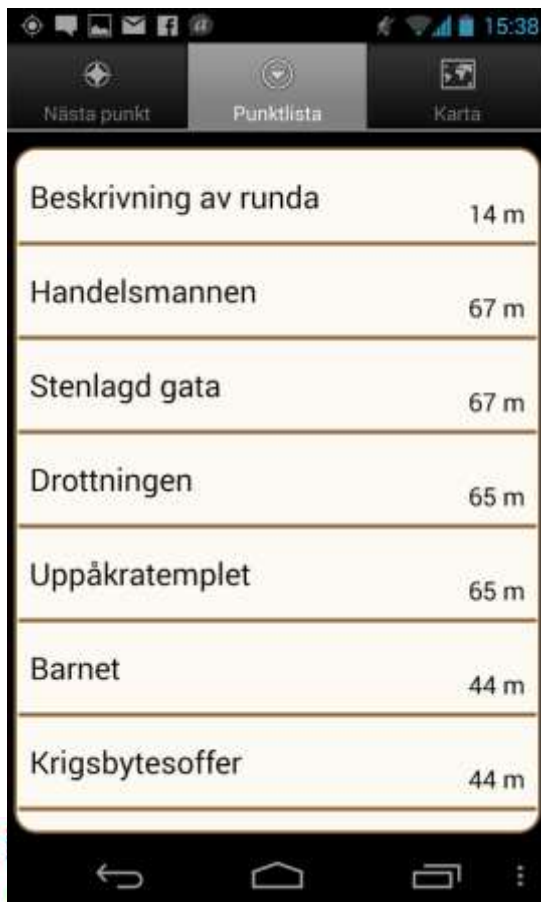 15:38
Nästa punkt
Punktlista
Karta
Beskrivning av runda
14 m
Handelsmannen
67 m
Stenlagd gata
67 m
Drottningen
65 m
Uppåkratemplet
65 m
Barnet
44 m
Krigsbytesoffer
44 m